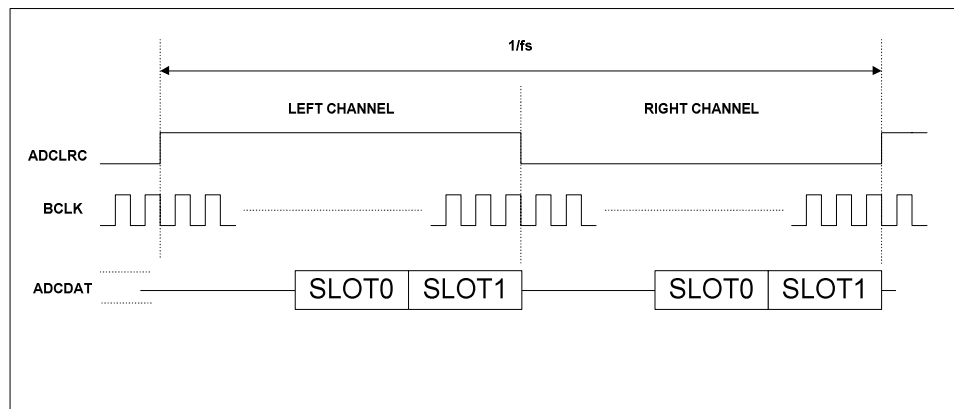 1/fs
LEFT CHANNEL RIGHT CHANNEL
ADCLRC
BCLK
ADCDAT SLOT0 SLOT1 SLOT0 SLOT1